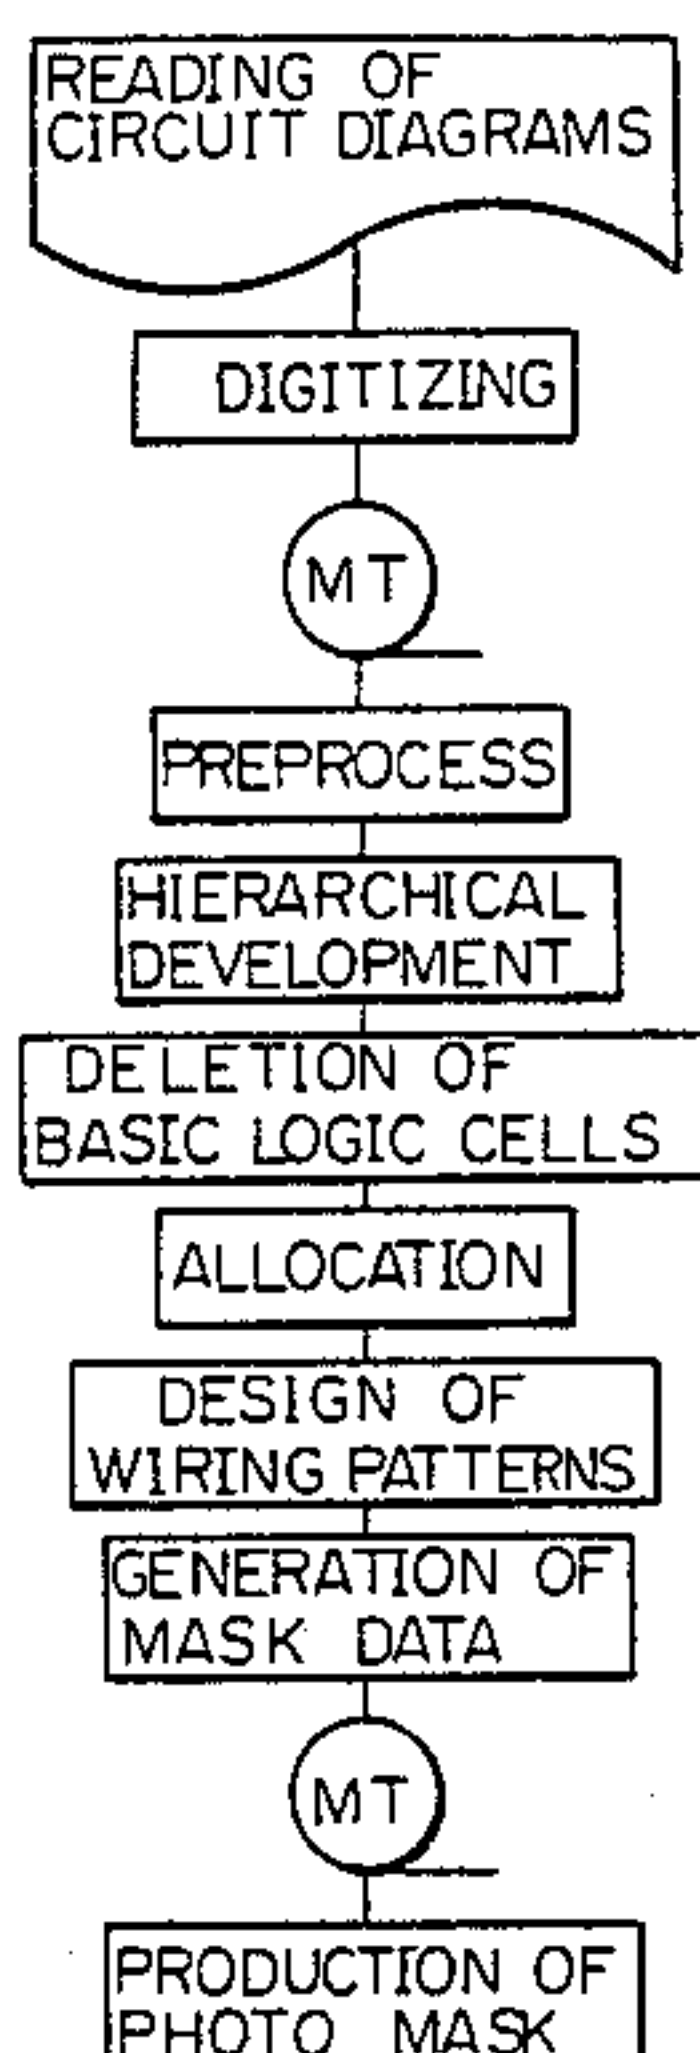 READING OF
CIRCUIT DIAGRAMS
DIGITIZING
MT
PREPROCESS
HIERARCHICAL
DEVELOPMENT
DELETION OF
BASIC LOGIC CELLS
ALLOCATION
DESIGN OF
WIRING PATTERNS
GENERATION OF
MASK DATA
MT
PRODUCTION OF
PHOTO MASK